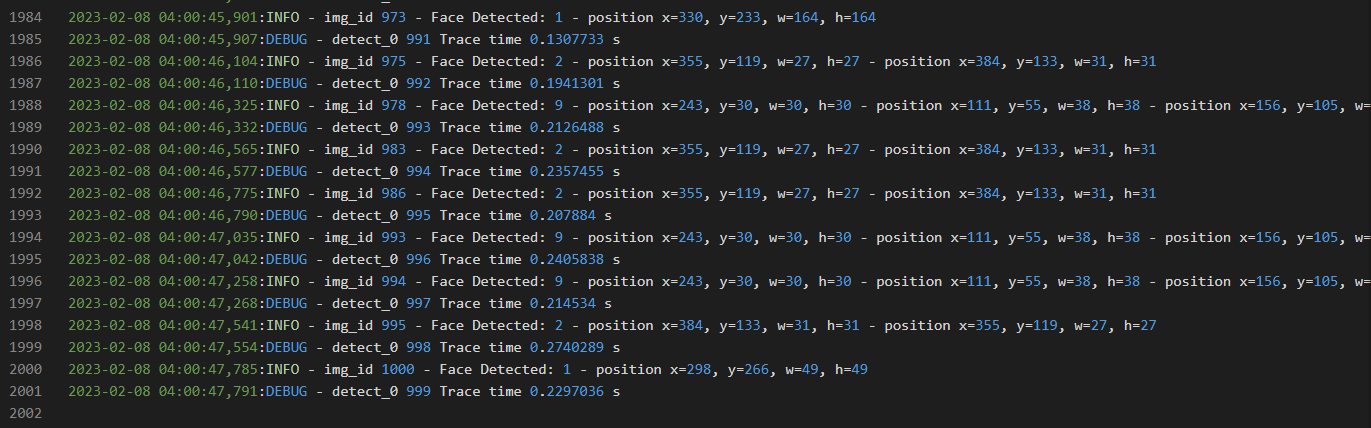 1984 2023-02-08 04:00:45,901:INFO - img_id 973 - Face Detected: 1 - position x=330, y=233, w=164, h=164
1985 2023-02-08 04:00:45,907:DEBUG - detect_0 991 Trace time 0.1307733 s
1986 2023-02-08 04:00:46,104:INFO - img_id 975 - Face Detected: 2 - position x=355, y=119, w=27, h=27 - position x=384, y=133, w=31, h=31
1987 2023-02-08 04:00:46,110:DEBUG - detect_0 992 Trace time 0.1941301 s
1988 2023-02-08 04:00:46,325:INFO - img_id 978 - Face Detected: 9 - position x=243, y=30, w=30, h=30 - position x=111, y=55, w=38, h=38 - position x=156, y=105, w=
1989 2023-02-08 04:00:46,332:DEBUG - detect_0 993 Trace time 0.2126488 s
1990 2023-02-08 04:00:46,565:INFO - img_id 983 - Face Detected: 2 - position x=355, y=119, w=27, h=27 - position x=384, y=133, w=31, h=31
1991 2023-02-08 04:00:46,577:DEBUG - detect_0 994 Trace time 0.2357455 s
1992 2023-02-08 04:00:46,775:INFO - img_id 986 - Face Detected: 2 - position x=355, y=119, w=27, h=27 - position x=384, y=133, w=31, h=31
1993 2023-02-08 04:00:46,790:DEBUG - detect_0 995 Trace time 0.207884 s
1994 2023-02-08 04:00:47,035:INFO - img_id 993 - Face Detected: 9 - position x=243, y=30, w=30, h=30 - position x=111, y=55, w=38, h=38 - position x=156, y=105, w=
1995 2023-02-08 04:00:47,042:DEBUG - detect_0 996 Trace time 0.2405838 s
1996 2023-02-08 04:00:47,258:INFO - img_id 994 - Face Detected: 9 - position x=243, y=30, w=30, h=30 - position x=111, y=55, w=38, h=38 - position x=156, y=105, w=
1997 2023-02-08 04:00:47,268:DEBUG - detect_0 997 Trace time 0.214534 s
1998 2023-02-08 04:00:47,541:INFO - img_id 995 - Face Detected: 2 - position x=384, y=133, w=31, h=31 - position x=355, y=119, w=27, h=27
1999 2023-02-08 04:00:47,554:DEBUG - detect_0 998 Trace time 0.2740289 s
2000 2023-02-08 04:00:47,785:INFO - img_id 1000 - Face Detected: 1 - position x=298, y=266, w=49, h=49
2001 2023-02-08 04:00:47,791:DEBUG - detect_0 999 Trace time 0.2297036 s
2002